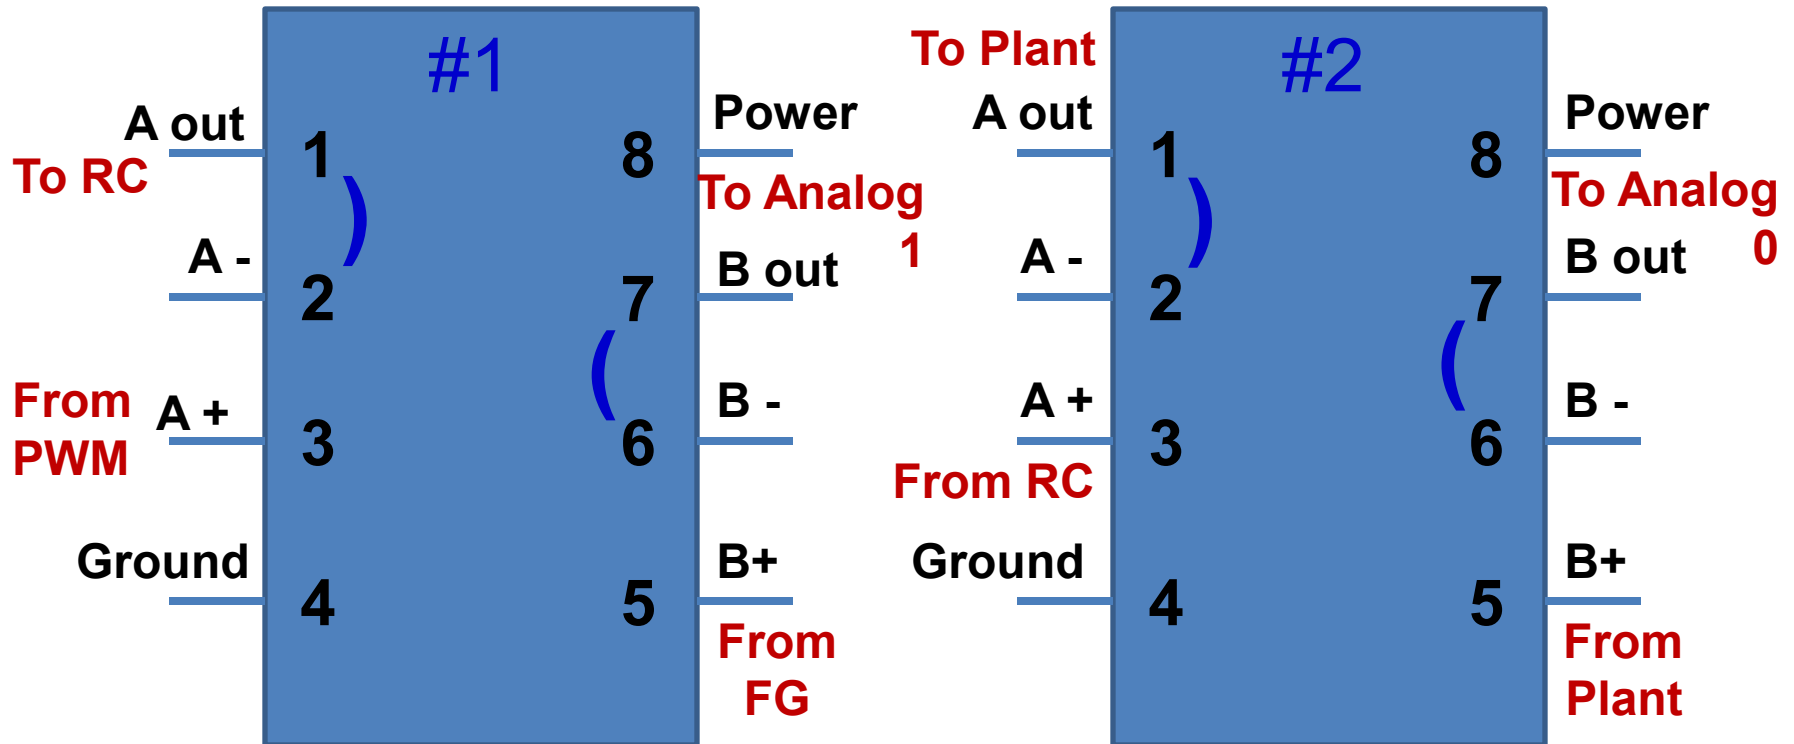 #1
A out
To RC
1
A -
2
From
PWM
A +
3
Ground
4
Power
8
To Analog
1
B out
7
B -
6
B+
5
From
FG
#2
To Plant
A out
1
A -
2
A +
3
From RC
Ground
4
Power
8
To Analog
0
B out
7
B -
6
B+
5
From
Plant